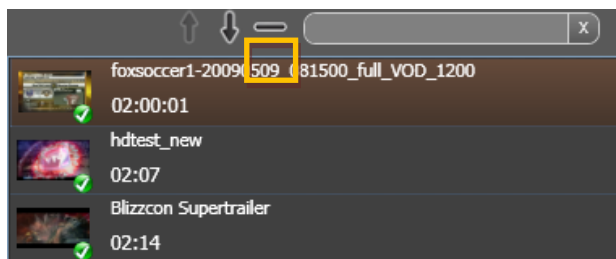 x
foxsoccer1-20090509_081500_full_VOD_1200
02:00:01
hdtest_new
02:07
Blizzcon Supertrailer
02:14